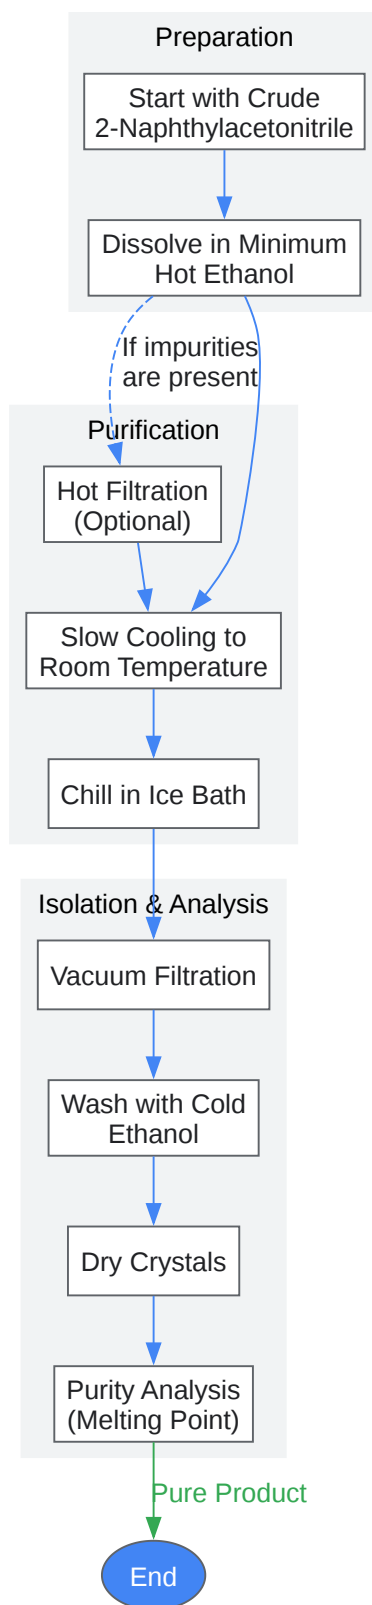 Preparation
Start with Crude
2-Naphthylacetonitrile
Dissolve in Minimum
Hot Ethanol
If impurities
are present
Purification
Hot Filtration
(Optional)
Slow Cooling to
Room Temperature
Chill in Ice Bath
Isolation & Analysis
Vacuum Filtration
Wash with Cold
Ethanol
Dry Crystals
Purity Analysis
(Melting Point)
Pure Product
End